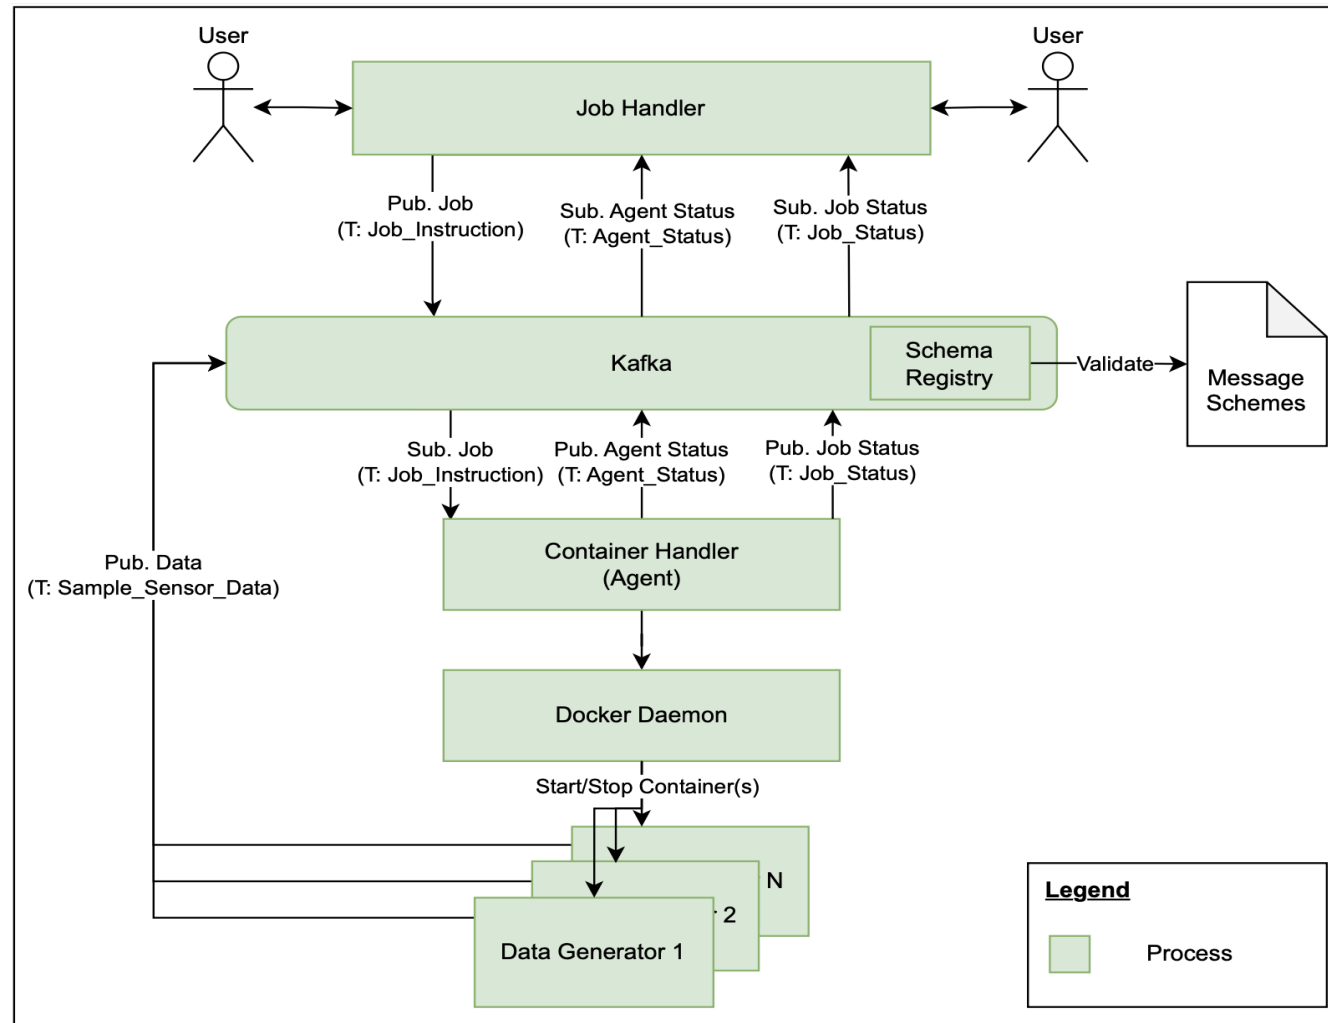 User
User
Job Handler
Pub. Job
(T: Job_Instruction)
Sub. Agent Status
(T: Agent_Status)
Sub. Job Status
(T: Job_Status)
Kafka
Schema
Registry
Validate
Message
Schemes
Sub. Job
(T: Job_Instruction)
Pub. Agent Status
(T: Agent_Status)
Pub. Job Status
(T: Job_Status)
Container Handler
(Agent)
Pub. Data
(T: Sample_Sensor_Data)
Docker Daemon
Start/Stop Container(s)
N
2
Data Generator 1
Legend
Process